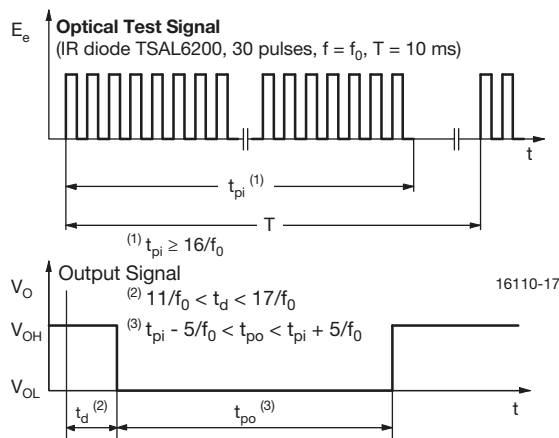 E_e
Optical Test Signal
(IR diode TSAL6200, 30 pulses, f = f_0, T = 10 ms)
t
t_pi (1)
T
(1) t_pi ≥ 16/f_0
V_O
Output Signal
16110-17
(2) 11/f_0 < t_d < 17/f_0
V_OH
(3) t_pi - 5/f_0 < t_po < t_pi + 5/f_0
V_OL
t
t_d (2)
t_po (3)